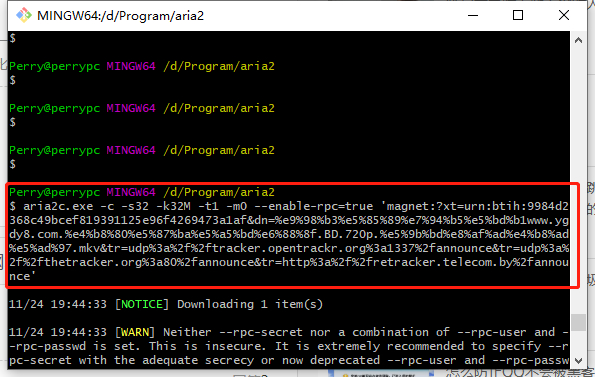 MINGW64:/d/Program/aria2
$
Perry@perrypc MINGW64 /d/Program/aria2
$
Perry@perrypc MINGW64 /d/Program/aria2
$
Perry@perrypc MINGW64 /d/Program/aria2
$
Perry@perrypc MINGW64 /d/Program/aria2
$ aria2c.exe -c -s32 -k32M -t1 -m0 --enable-rpc=true 'magnet:?xt=urn:btih:9984d2
368c49bcef819391125e96f4269473a1af&dn=%e9%98%b3%e5%85%89%e7%94%b5%e5%bd%b1www.yg
dy8.com.%e4%b8%80%e5%87%ba%e5%a5%bd%e6%88%8f.BD.720p.%e5%9b%bd%e8%af%ad%e4%b8%ad
%e5%ad%97.mkv&tr=udp%3a%2f%2ftracker.opentrackr.org%3a1337%2fannounce&tr=udp%3a%
2f%2fthetracker.org%3a80%2fannounce&tr=http%3a%2f%2fretracker.telecom.by%2fannou
nce'
11/24 19:44:33 [NOTICE] Downloading 1 item(s)
11/24 19:44:33 [WARN] Neither --rpc-secret nor a combination of --rpc-user and -
-rpc-passwd is set. This is insecure. It is extremely recommended to specify --r
pc-secret with the adequate secrecy or now deprecated --rpc-user and --rpc-passw